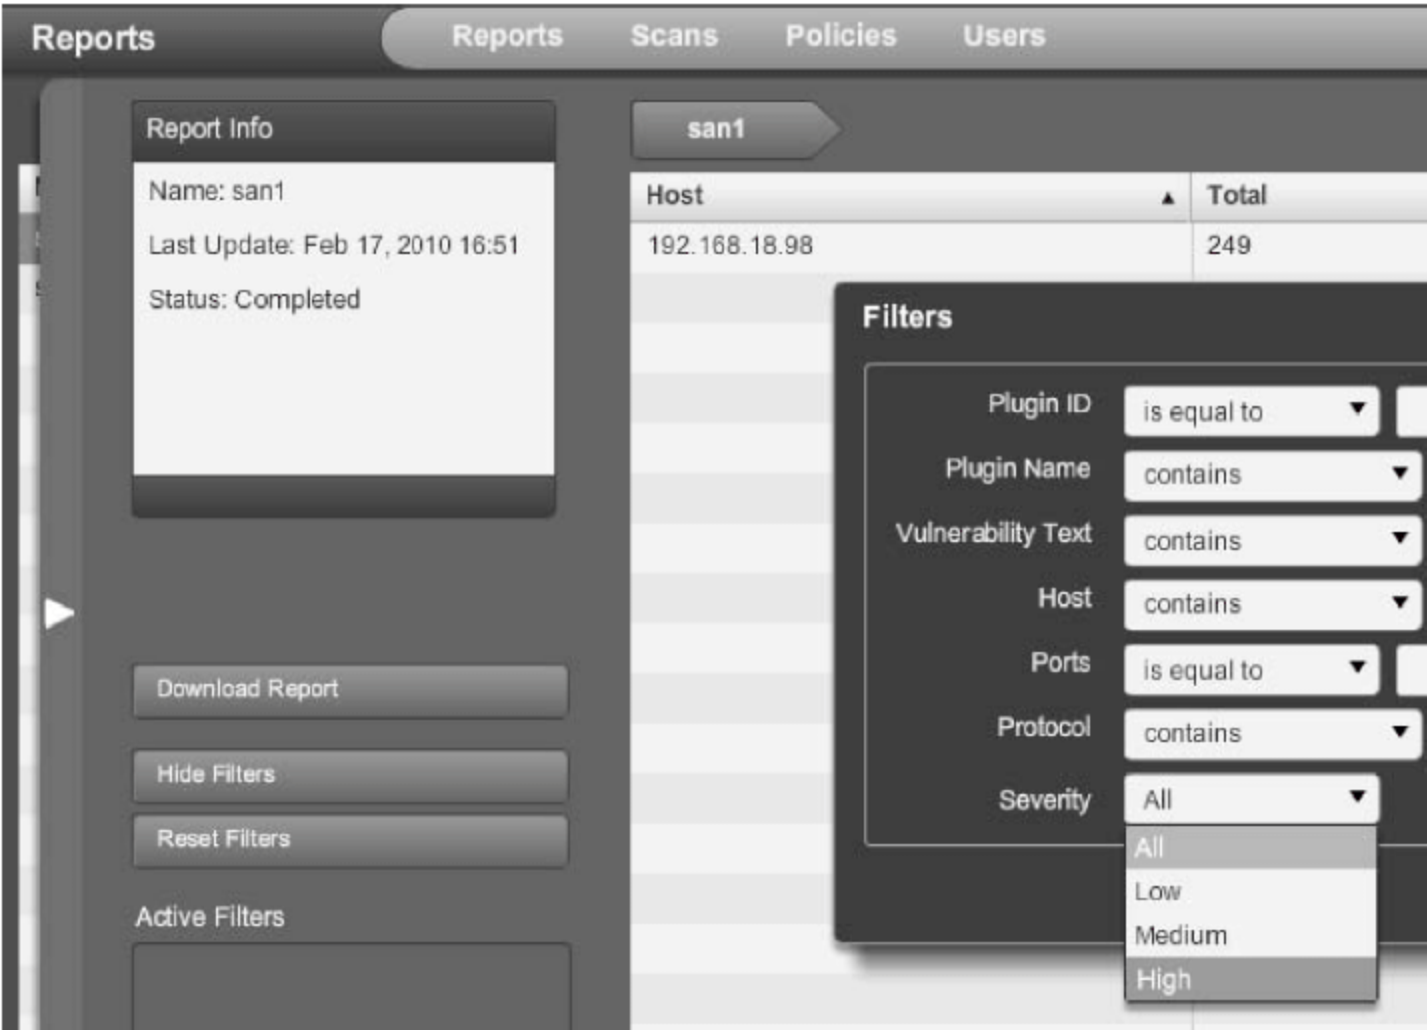 Reports
Reports Scans Policies Users
Report Info
Name: san1
Last Update: Feb 17, 2010 16:51
Status: Completed
Download Report
Hide Filters
Reset Filters
Active Filters
san1
Host Total
192.168.18.98 249
Filters
Plugin ID is equal to
Plugin Name contains
Vulnerability Text contains
Host contains
Ports is equal to
Protocol contains
Severity All
All
Low
Medium
High